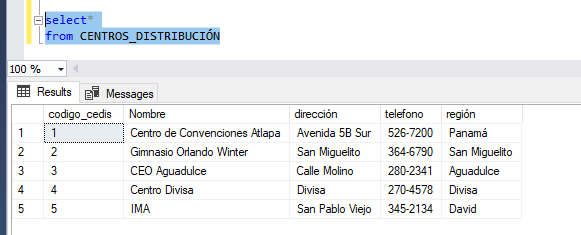 select*
from CENTROS_DISTRIBUCIÓN
100 %
Results Messages
codigo_cedis Nombre dirección telefono región
1 1 Centro de Convenciones Atlapa Avenida 5B Sur 526-7200 Panamá
2 2 Gimnasio Orlando Winter San Miguelito 364-6790 San Miguelito
3 3 CEO Aguadulce Calle Molino 280-2341 Aguadulce
4 4 Centro Divisa Divisa 270-4578 Divisa
5 5 IMA San Pablo Viejo 345-2134 David